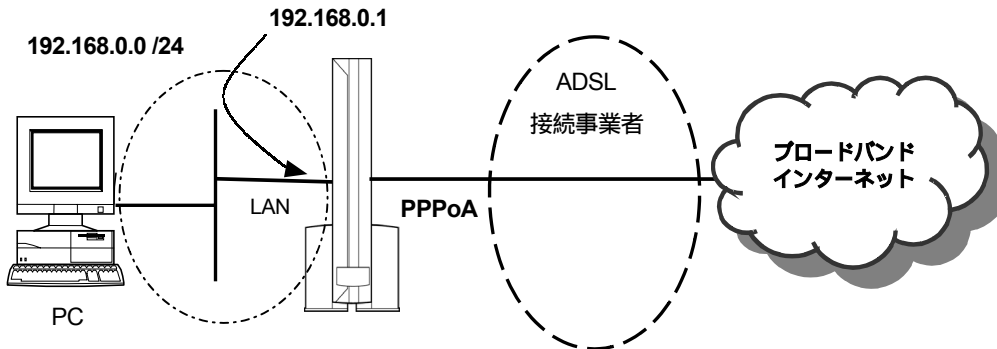 192.168.0.1
192.168.0.0 /24
ADSL
接続事業者
ブロードバンド
インターネット
LAN
PPPoA
PC